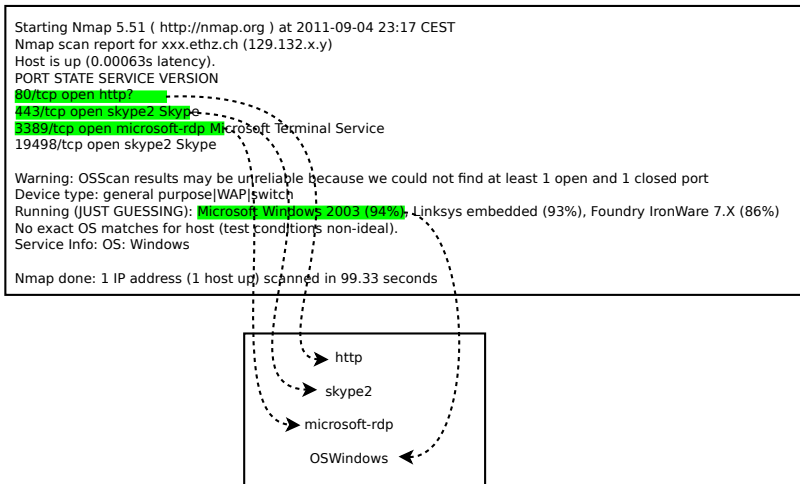 Starting Nmap 5.51 ( http://nmap.org ) at 2011-09-04 23:17 CEST
Nmap scan report for xxx.ethz.ch (129.132.x.y)
Host is up (0.00063s latency).
PORT STATE SERVICE VERSION
80/tcp open http?
443/tcp open skype2 Skype
3389/tcp open microsoft-rdp Microsoft Terminal Service
19498/tcp open skype2 Skype
Warning: OSScan results may be unreliable because we could not find at least 1 open and 1 closed port
Device type: general purpose|WAP|switch
Running (JUST GUESSING): Microsoft Windows 2003 (94%), Linksys embedded (93%), Foundry IronWare 7.X (86%)
No exact OS matches for host (test conditions non-ideal).
Service Info: OS: Windows
Nmap done: 1 IP address (1 host up) scanned in 99.33 seconds
http
skype2
microsoft-rdp
OSWindows